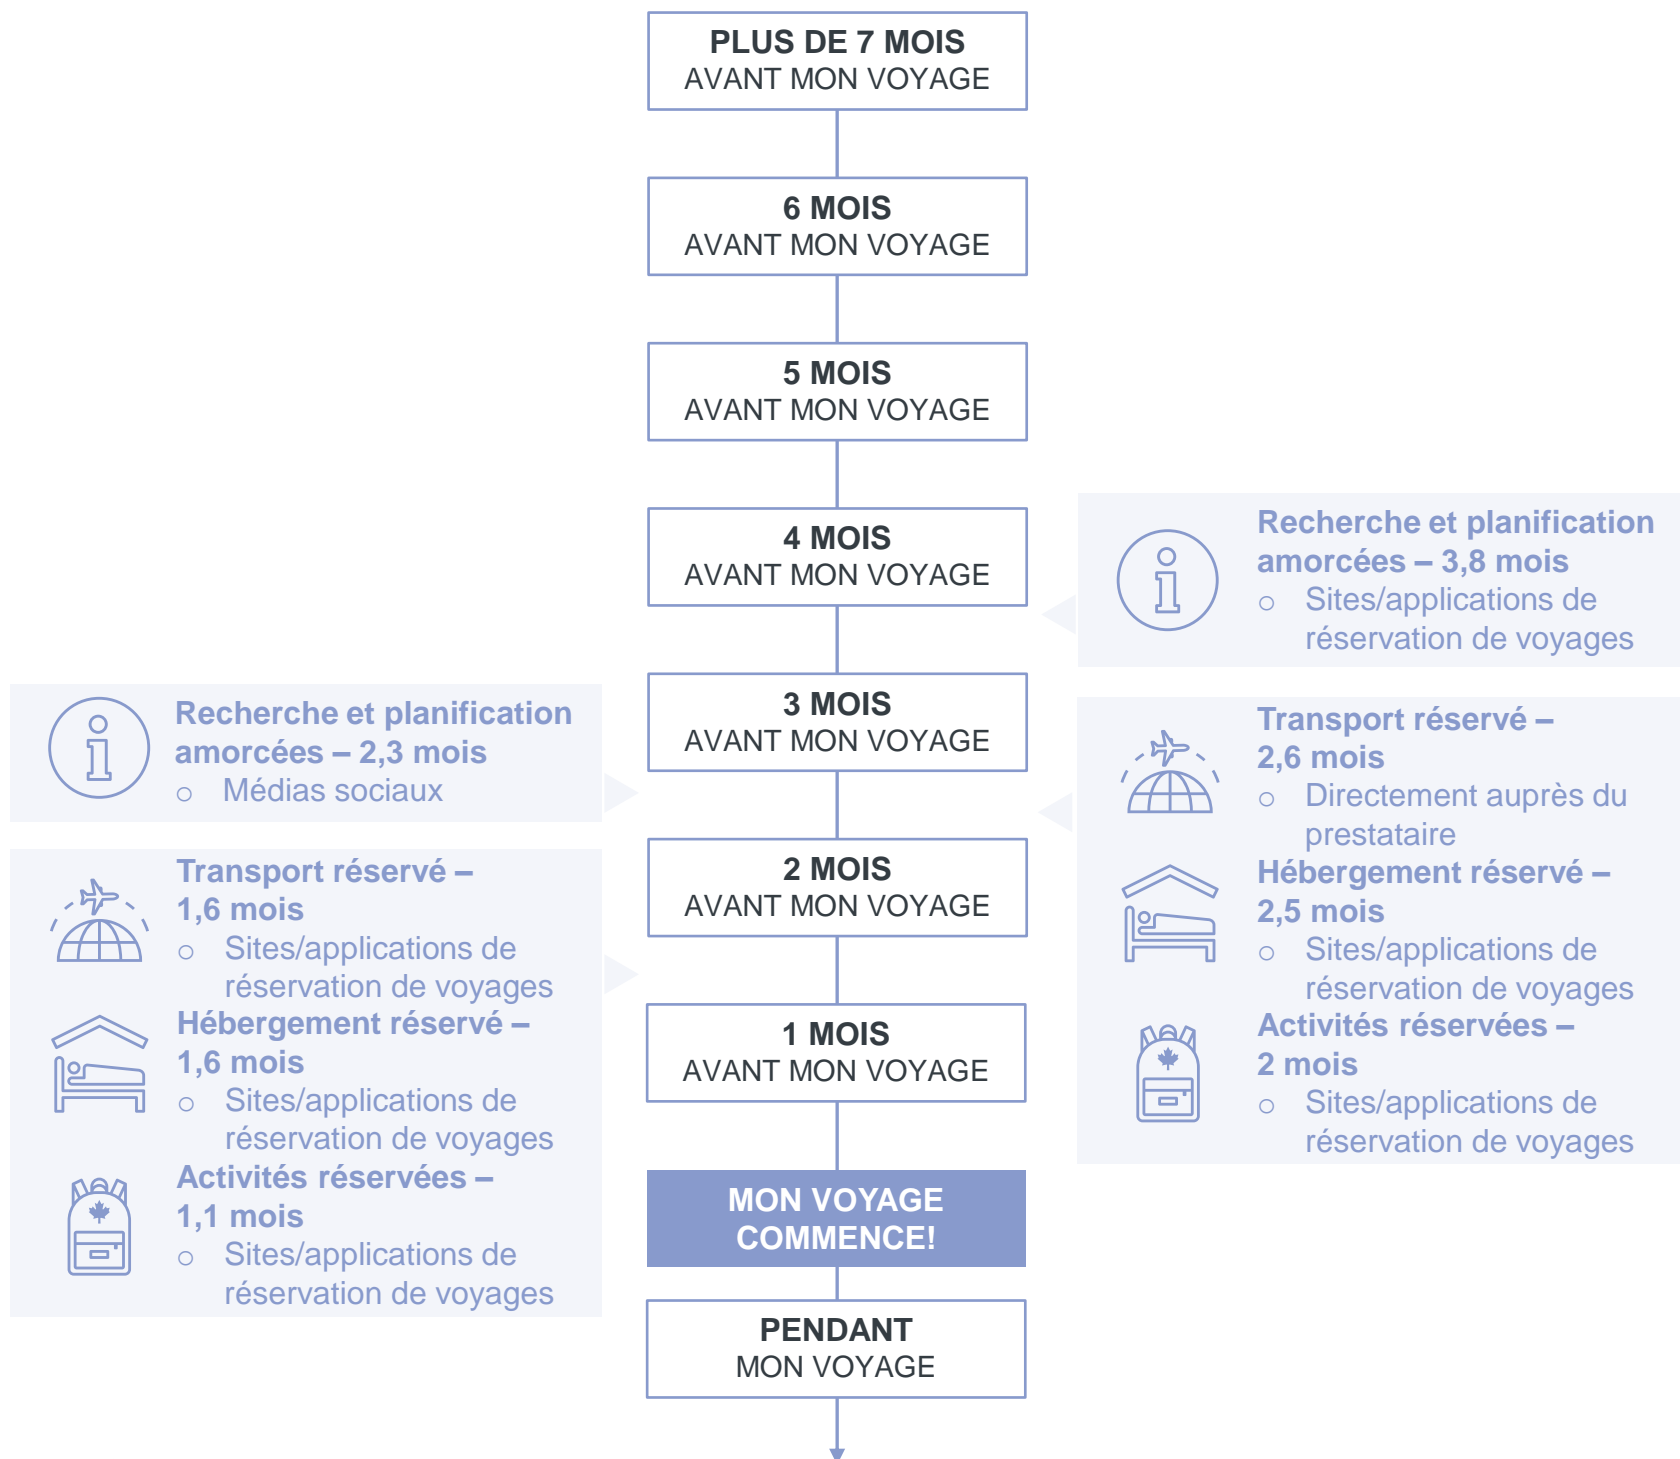 PLUS DE 7 MOIS
AVANT MON VOYAGE
6 MOIS
AVANT MON VOYAGE
5 MOIS
AVANT MON VOYAGE
4 MOIS
AVANT MON VOYAGE
3 MOIS
AVANT MON VOYAGE
2 MOIS
AVANT MON VOYAGE
1 MOIS
AVANT MON VOYAGE
MON VOYAGE
COMMENCE!
PENDANT
MON VOYAGE
Recherche et planification
amorcées – 2,3 mois
○ Médias sociaux
Transport réservé –
1,6 mois
○ Sites/applications de
réservation de voyages
Hébergement réservé –
1,6 mois
○ Sites/applications de
réservation de voyages
Activités réservées –
1,1 mois
○ Sites/applications de
réservation de voyages
Recherche et planification
amorcées – 3,8 mois
○ Sites/applications de
réservation de voyages
Transport réservé –
2,6 mois
○ Directement auprès du
prestataire
Hébergement réservé –
2,5 mois
○ Sites/applications de
réservation de voyages
Activités réservées –
2 mois
○ Sites/applications de
réservation de voyages